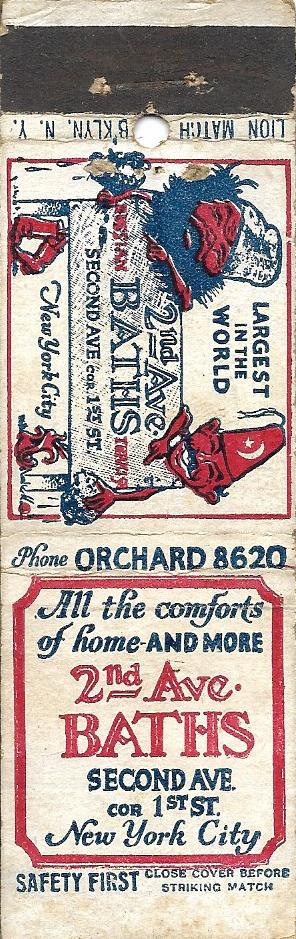 LION MATCH B'KLYN, N. Y.
LARGEST
IN THE
WORLD
2nd Ave
RUSSIAN BATHS TURKISH
SECOND AVE COR 1ST ST.
New York City
Phone ORCHARD 8620
All the comforts
of home-AND MORE
2nd Ave.
BATHS
SECOND AVE.
COR 1ST ST.
New York City
SAFETY FIRST CLOSE COVER BEFORE
STRIKING MATCH